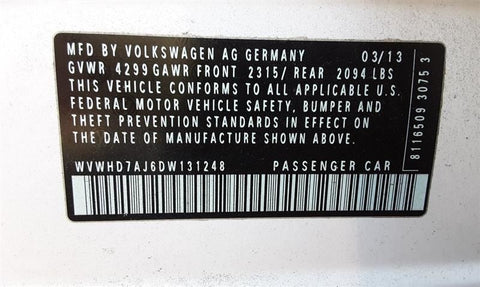 MFD BY VOLKSWAGEN AG GERMANY 03/13
GVWR 4299 GAWR FRONT 2315/ REAR 2094 LBS
THIS VEHICLE CONFORMS TO ALL APPLICABLE U.S.
FEDERAL MOTOR VEHICLE SAFETY, BUMPER AND
THEFT PREVENTION STANDARDS IN EFFECT ON
THE DATE OF MANUFACTURE SHOWN ABOVE.
WVWHD7AJ6DW131248 PASSENGER CAR
8116509 3075 3